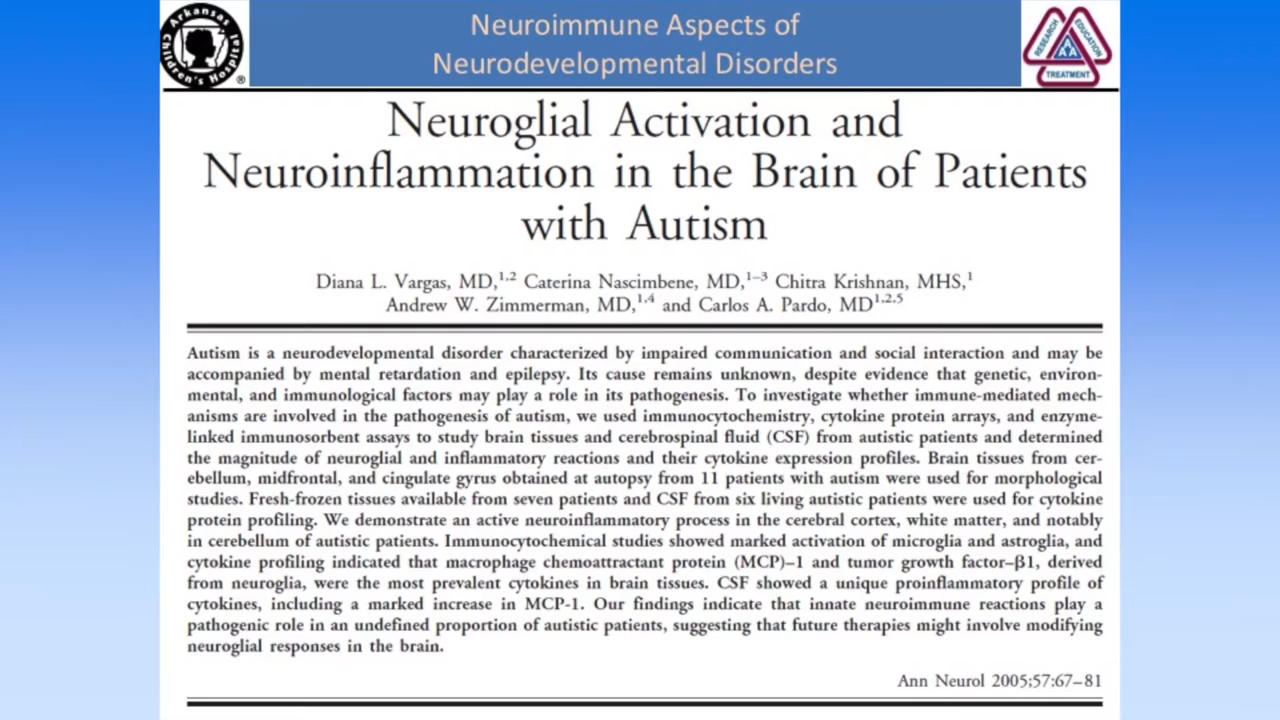 Arkansas
Children's Hospital
®
Neuroimmune Aspects of
Neurodevelopmental Disorders
RESEARCH
EDUCATION
TREATMENT
Neuroglial Activation and
Neuroinflammation in the Brain of Patients
with Autism
Diana L. Vargas, MD,1,2 Caterina Nascimbene, MD,1–3 Chitra Krishnan, MHS,1
Andrew W. Zimmerman, MD,1,4 and Carlos A. Pardo, MD1,2,5
Autism is a neurodevelopmental disorder characterized by impaired communication and social interaction and may be
accompanied by mental retardation and epilepsy. Its cause remains unknown, despite evidence that genetic, environ-
mental, and immunological factors may play a role in its pathogenesis. To investigate whether immune-mediated mech-
anisms are involved in the pathogenesis of autism, we used immunocytochemistry, cytokine protein arrays, and enzyme-
linked immunosorbent assays to study brain tissues and cerebrospinal fluid (CSF) from autistic patients and determined
the magnitude of neuroglial and inflammatory reactions and their cytokine expression profiles. Brain tissues from cer-
ebellum, midfrontal, and cingulate gyrus obtained at autopsy from 11 patients with autism were used for morphological
studies. Fresh-frozen tissues available from seven patients and CSF from six living autistic patients were used for cytokine
protein profiling. We demonstrate an active neuroinflammatory process in the cerebral cortex, white matter, and notably
in cerebellum of autistic patients. Immunocytochemical studies showed marked activation of microglia and astroglia, and
cytokine profiling indicated that macrophage chemoattractant protein (MCP)–1 and tumor growth factor–β1, derived
from neuroglia, were the most prevalent cytokines in brain tissues. CSF showed a unique proinflammatory profile of
cytokines, including a marked increase in MCP-1. Our findings indicate that innate neuroimmune reactions play a
pathogenic role in an undefined proportion of autistic patients, suggesting that future therapies might involve modifying
neuroglial responses in the brain.
Ann Neurol 2005;57:67–81